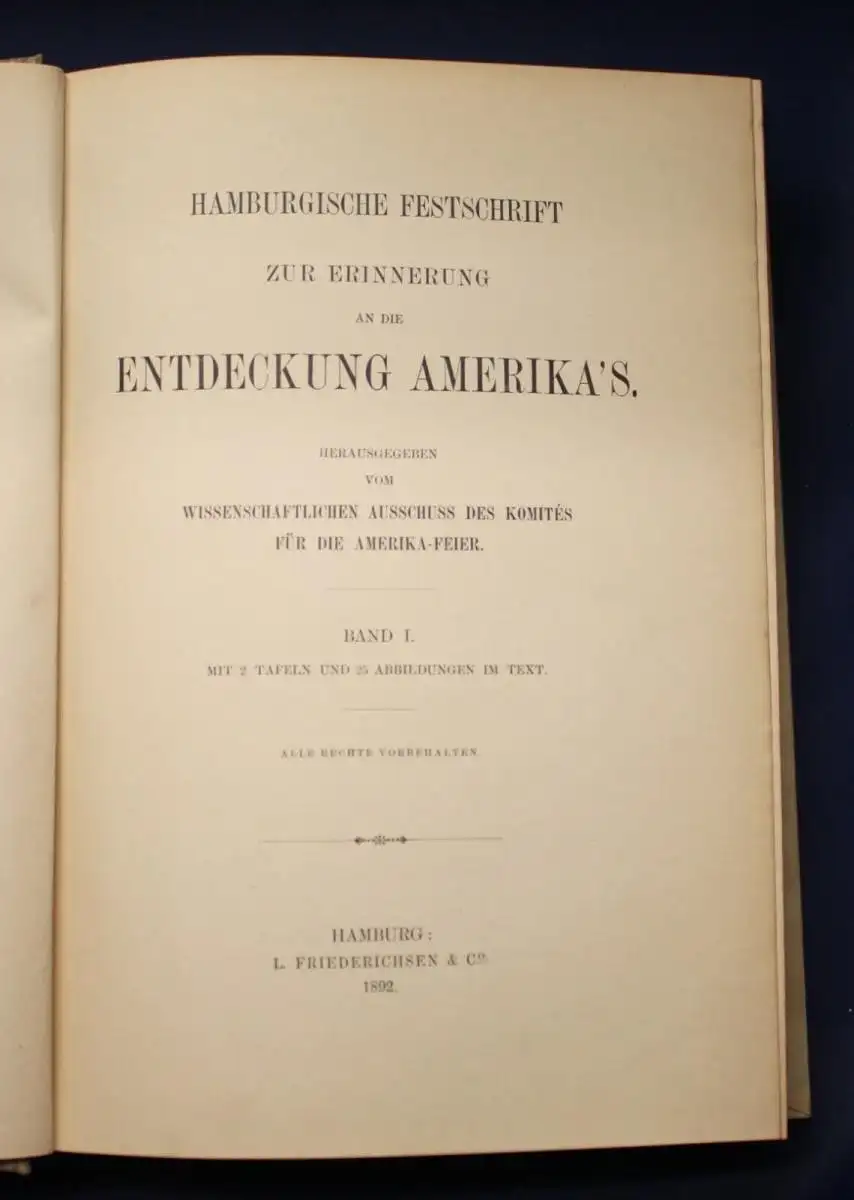 HAMBURGISCHE FESTSCHRIFT
ZUR ERINNERUNG
AN DIE
ENTDECKUNG AMERIKA'S.
HERAUSGEGEBEN
VOM
WISSENSCHAFTLICHEN AUSSCHUSS DES KOMITÉS
FÜR DIE AMERIKA-FEIER.
BAND I.
MIT 2 TAFELN UND 25 ABBILDUNGEN IM TEXT.
ALLE RECHTE VORBEHALTEN
HAMBURG:
L. FRIEDERICHSEN & Cº
1892.